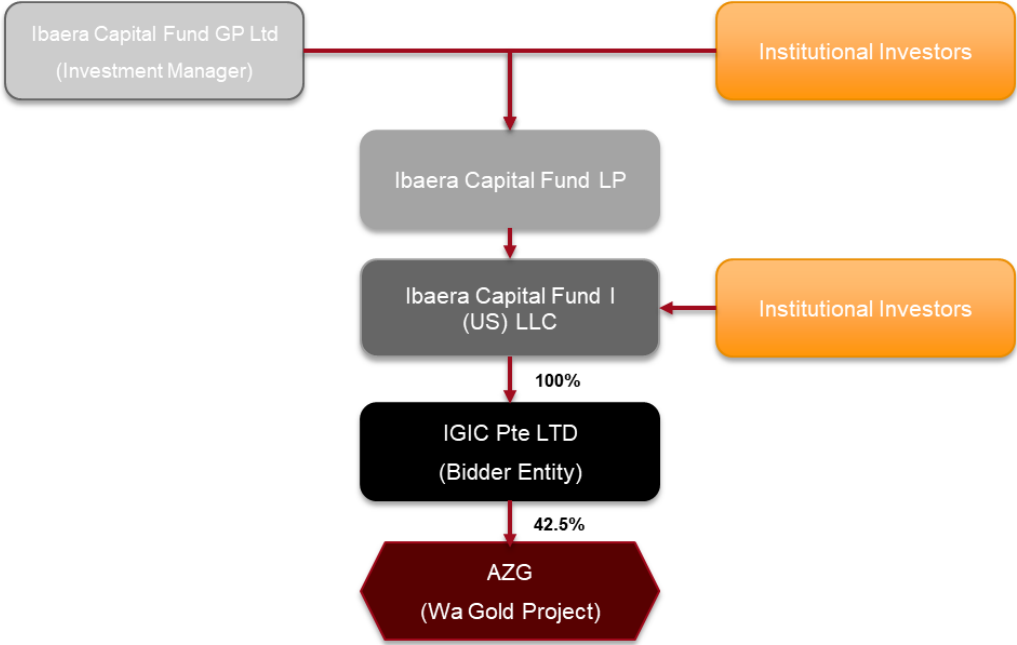 Ibaera Capital Fund GP Ltd
(Investment Manager)
Institutional Investors
Ibaera Capital Fund LP
Ibaera Capital Fund I
(US) LLC
Institutional Investors
100%
IGIC Pte LTD
(Bidder Entity)
42.5%
AZG
(Wa Gold Project)